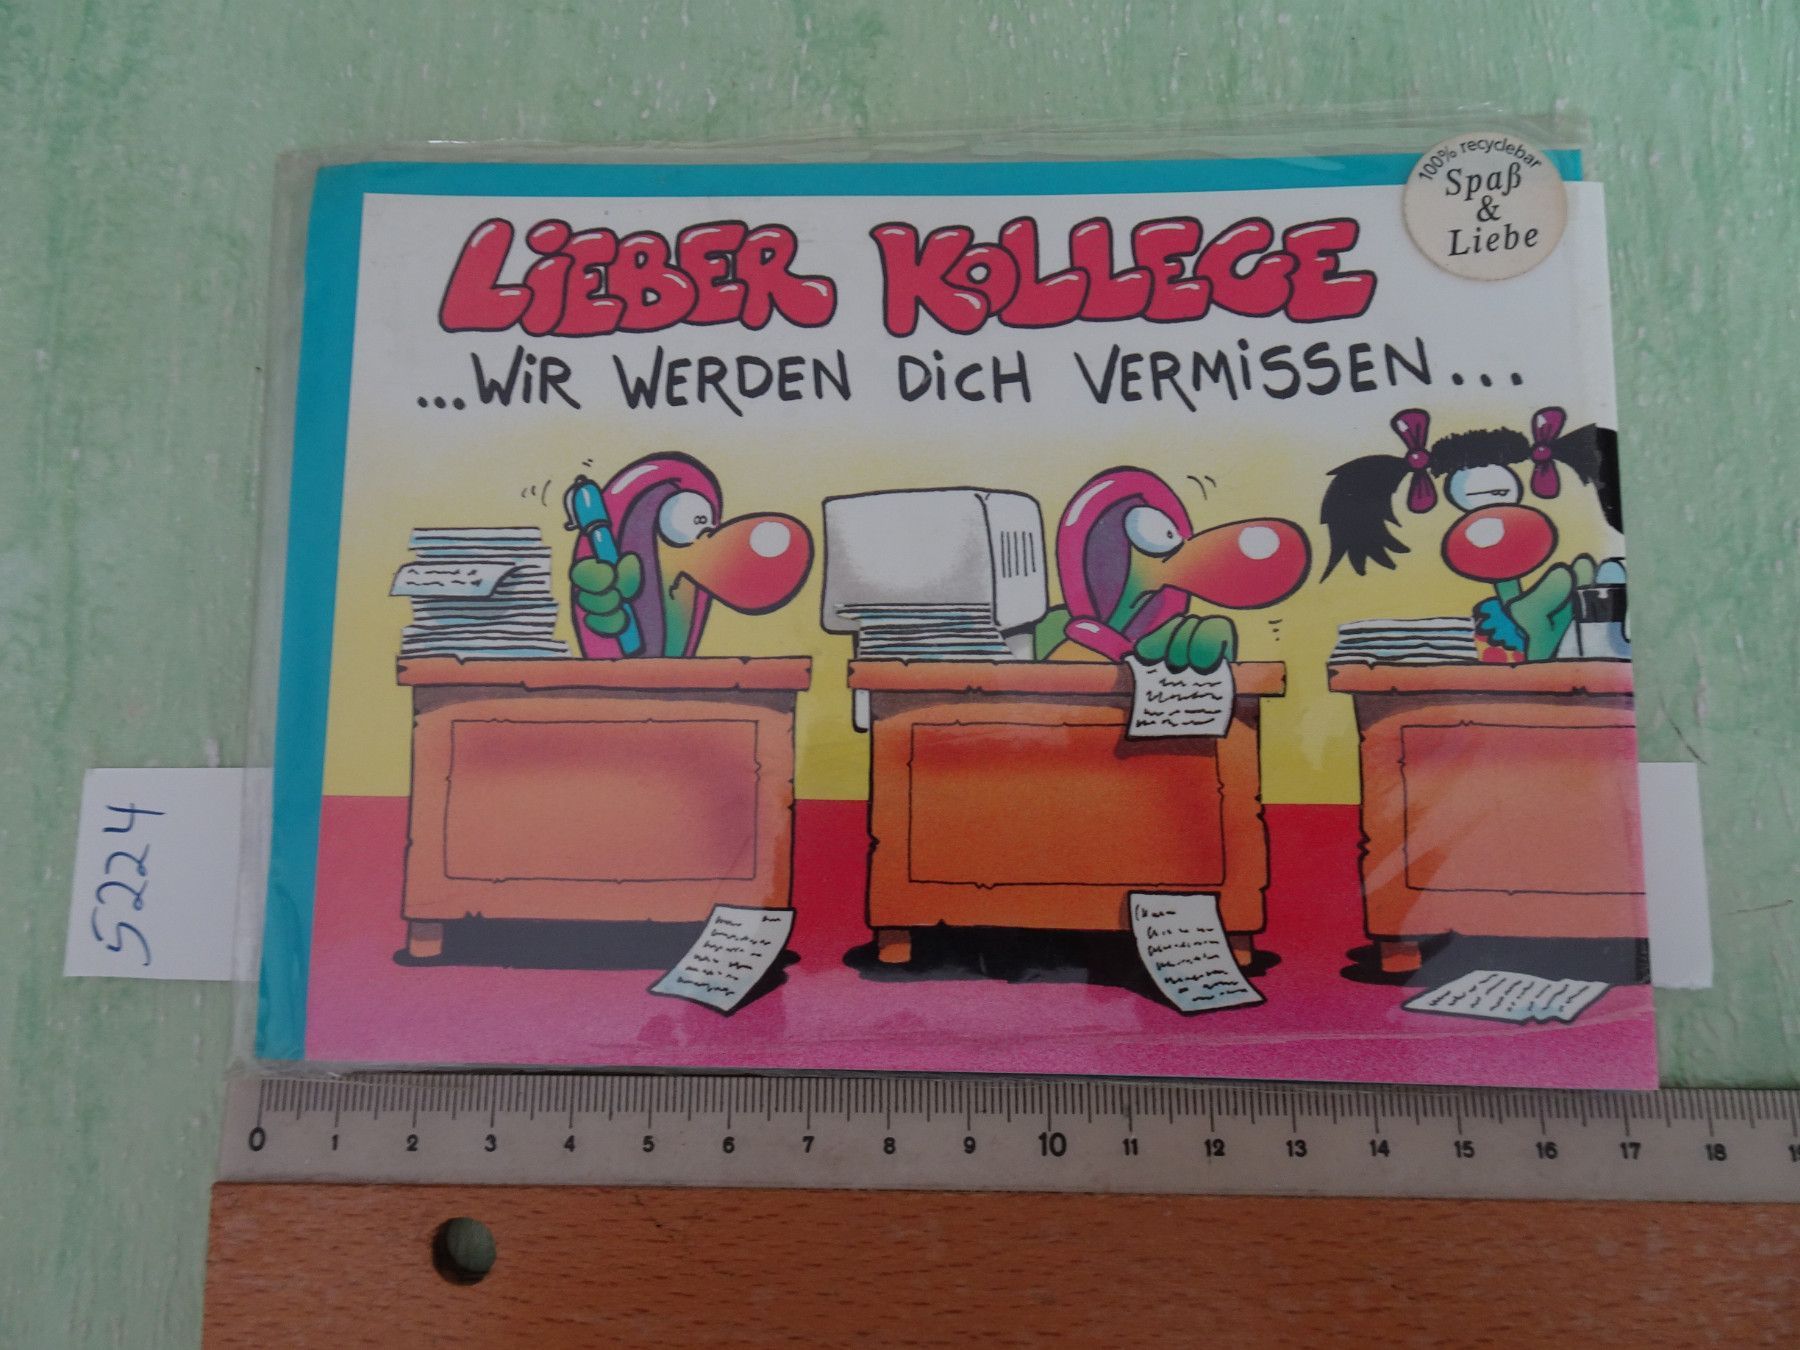 100% recyclebar
Spaß
&
Liebe
LiEBER KOLLEGE
...WiR WERDEN DiCH VERMiSSEN...
5224
0 1 2 3 4 5 6 7 8 9 10 11 12 13 14 15 16 17 18